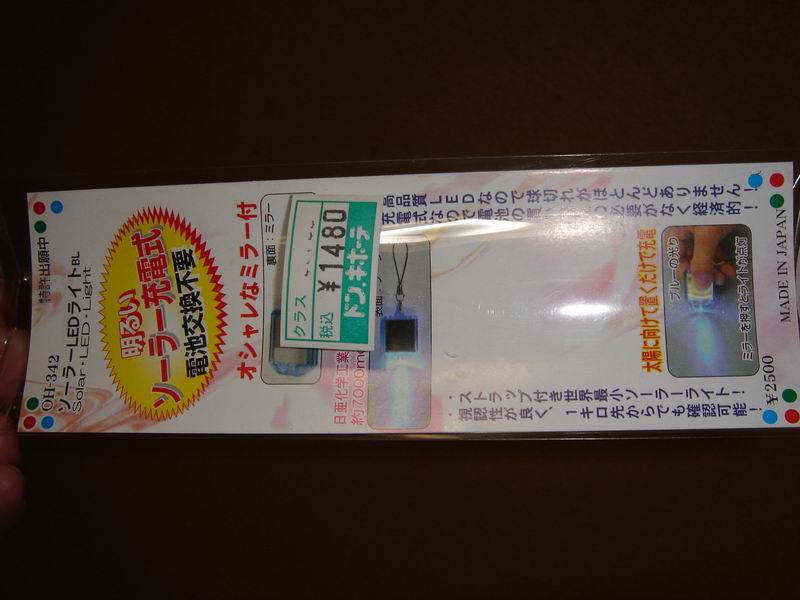 OH-342
特許出願中
ソーラーLEDライトBL
Solar・LED・Light
明るい
ソーラー充電式
電池交換不要
オシャレなミラー付
裏面:ミラー
クラス
税込
¥1480
ドン.キホーテ
日亜化学工業
約7000mc
高品質LEDなので球切れがほとんどありません!
充電式なので電池の買
必要がなく経済的!
・ストラップ付き世界最小ソーラーライト!
・視認性が良く、1キロ先からでも確認可能!
太陽に向けて置くだけで充電
ブルーの光り
ミラーを押すとライトが点灯
¥2500
MADE IN JAPAN